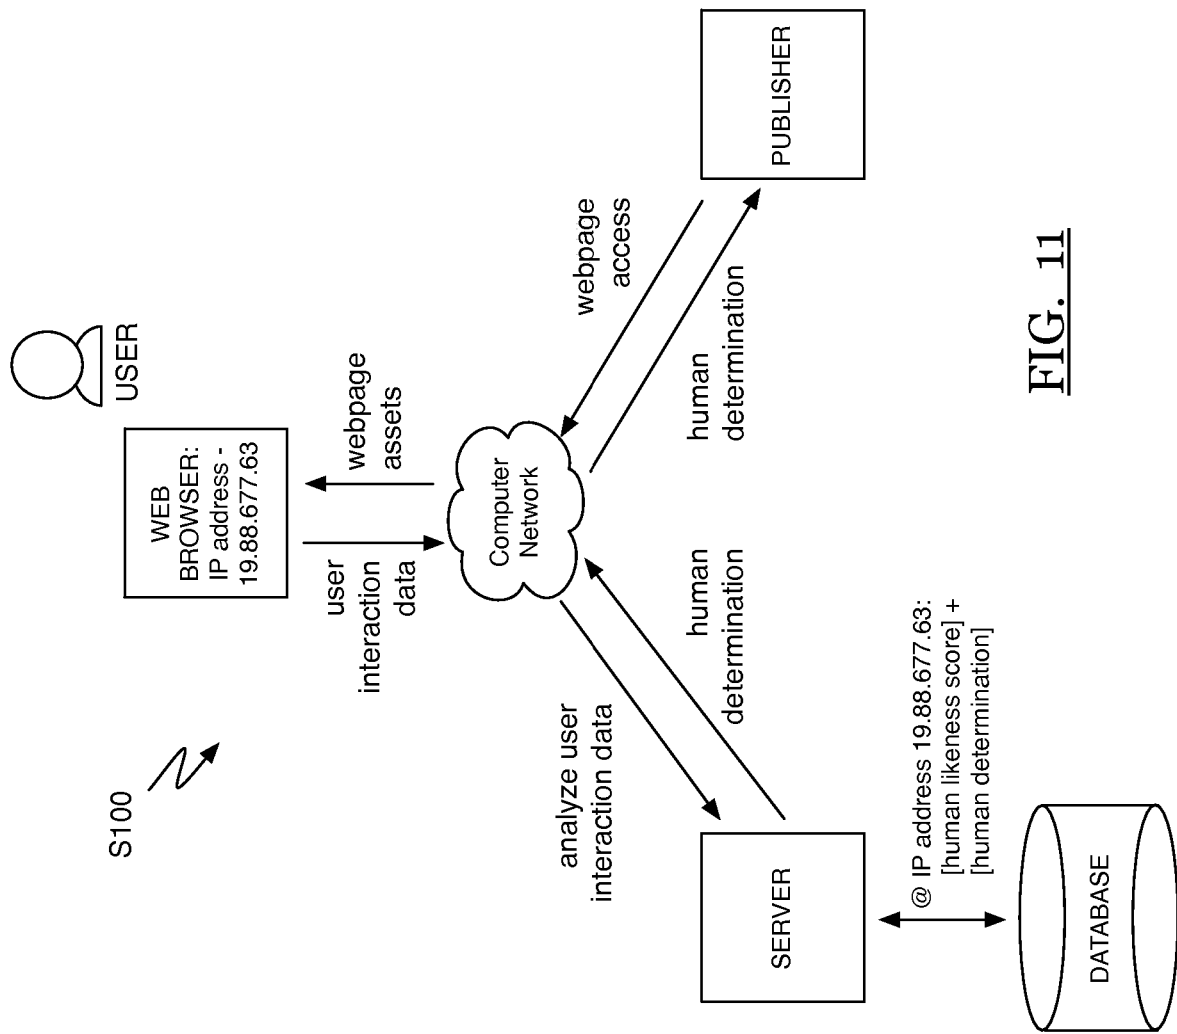 S100
USER
WEB
BROWSER:
IP address -
19.88.677.63
user
interaction
data
webpage
assets
Computer
Network
analyze user
interaction data
human
determination
webpage
access
human
determination
SERVER
PUBLISHER
@ IP address 19.88.677.63:
[human likeness score] +
[human determination]
DATABASE
FIG. 11